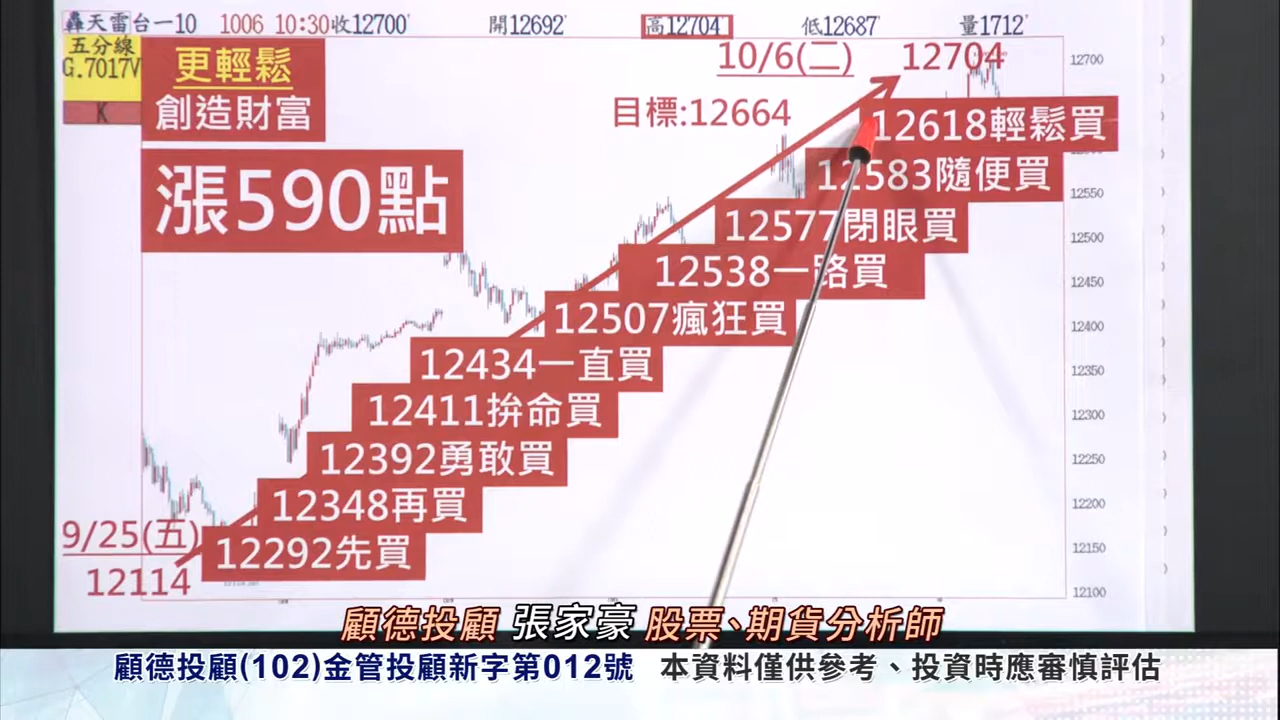 轟天雷台一10 1006 10:30收12700' 開12692' 高12704' 低12687' 量1712'
五分線
G.7017V
K
更輕鬆
創造財富
漲590點
10/6(二) 12704
目標:12664
12618輕鬆買
12583隨便買
12577閉眼買
12538一路買
12507瘋狂買
12434一直買
12411拚命買
12392勇敢買
12348再買
12292先買
9/25(五)
12114
12700
12550
12500
12450
12400
12350
12300
12250
12200
12150
12100
顧德投顧 張家豪 股票、期貨分析師
顧德投顧(102)金管投顧新字第012號 本資料僅供參考、投資時應審慎評估